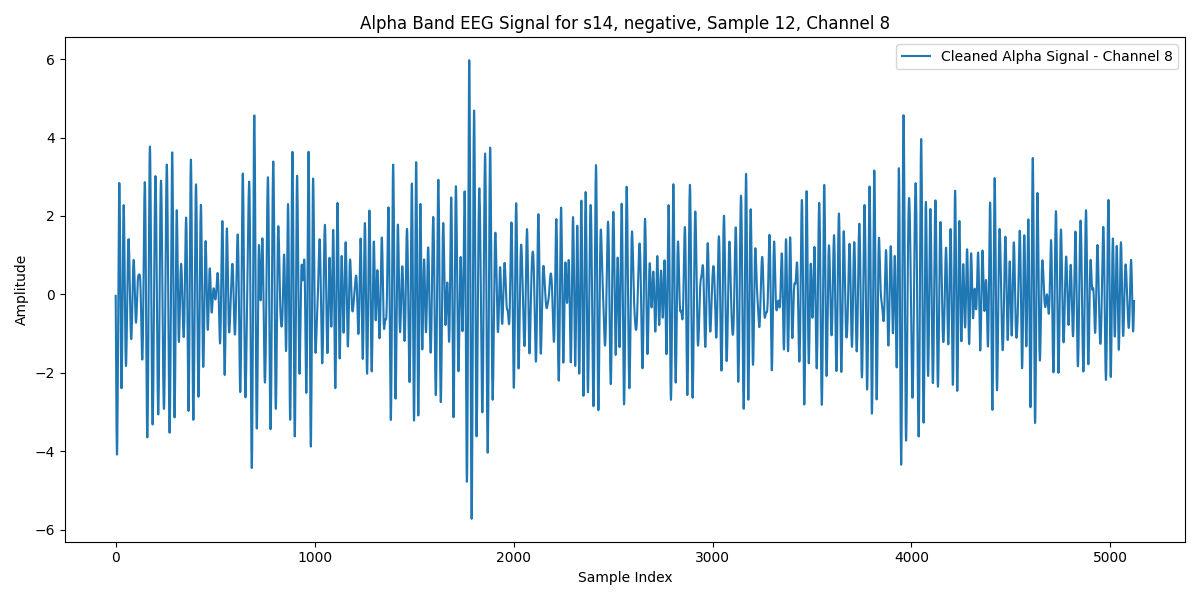 Alpha Band EEG Signal for s14, negative, Sample 12, Channel 8
Cleaned Alpha Signal - Channel 8
Amplitude
6
4
2
0
−2
−4
−6
0 1000 2000 3000 4000 5000
Sample Index